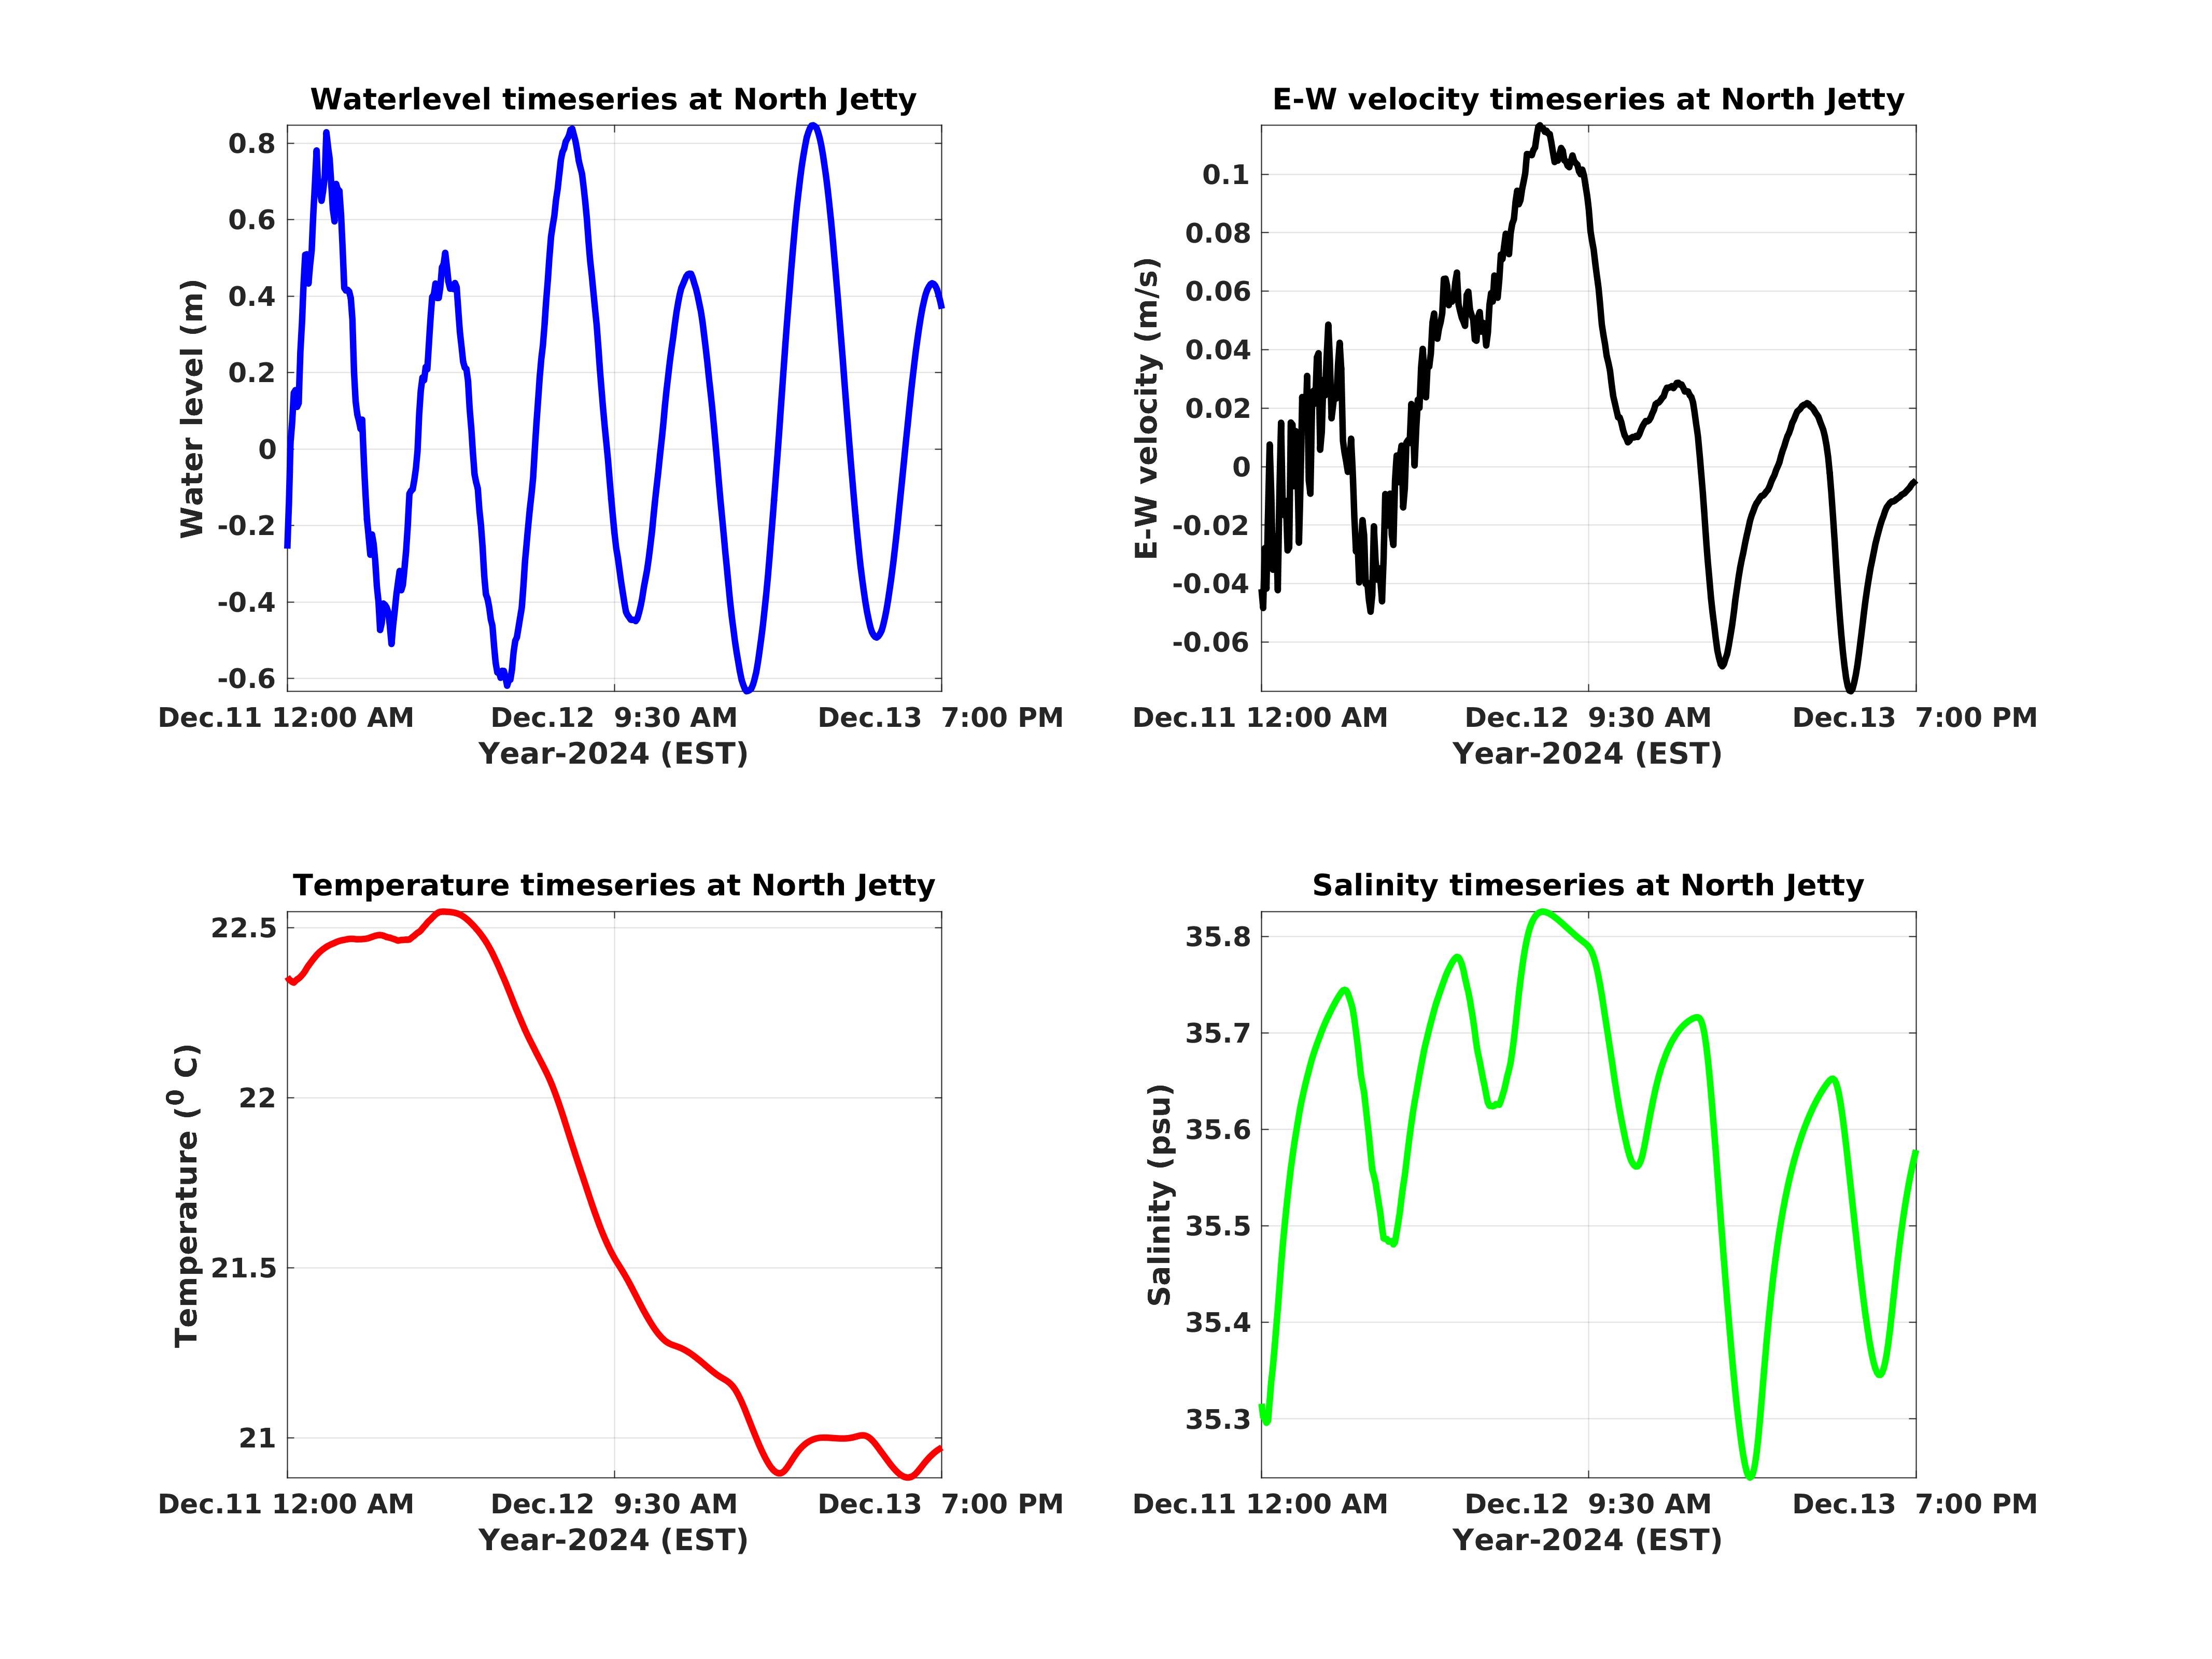 Waterlevel timeseries at North Jetty
0.8
0.6
0.4
0.2
0
-0.2
-0.4
-0.6
Water level (m)
Dec.11 12:00 AM Dec.12 9:30 AM Dec.13 7:00 PM
Year-2024 (EST)
E-W velocity timeseries at North Jetty
0.1
0.08
0.06
0.04
0.02
0
-0.02
-0.04
-0.06
E-W velocity (m/s)
Dec.11 12:00 AM Dec.12 9:30 AM Dec.13 7:00 PM
Year-2024 (EST)
Temperature timeseries at North Jetty
22.5
22
21.5
21
Temperature (⁰ C)
Dec.11 12:00 AM Dec.12 9:30 AM Dec.13 7:00 PM
Year-2024 (EST)
Salinity timeseries at North Jetty
35.8
35.7
35.6
35.5
35.4
35.3
Salinity (psu)
Dec.11 12:00 AM Dec.12 9:30 AM Dec.13 7:00 PM
Year-2024 (EST)